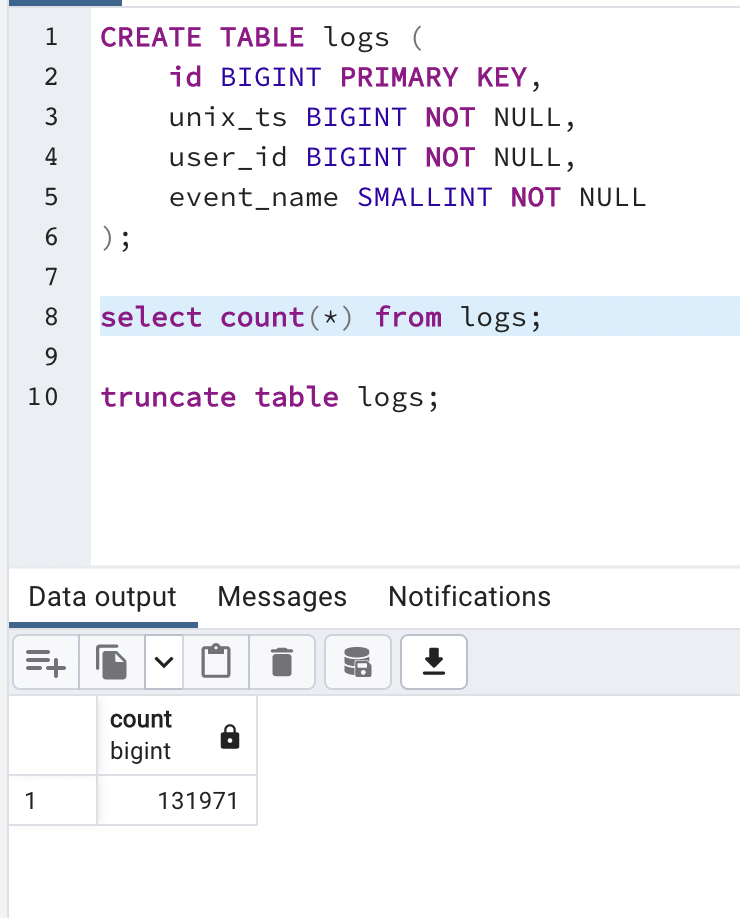 1 CREATE TABLE logs (
2     id BIGINT PRIMARY KEY,
3     unix_ts BIGINT NOT NULL,
4     user_id BIGINT NOT NULL,
5     event_name SMALLINT NOT NULL
6 );
7
8 select count(*) from logs;
9
10 truncate table logs;
Data output Messages Notifications
count
bigint
1 131971